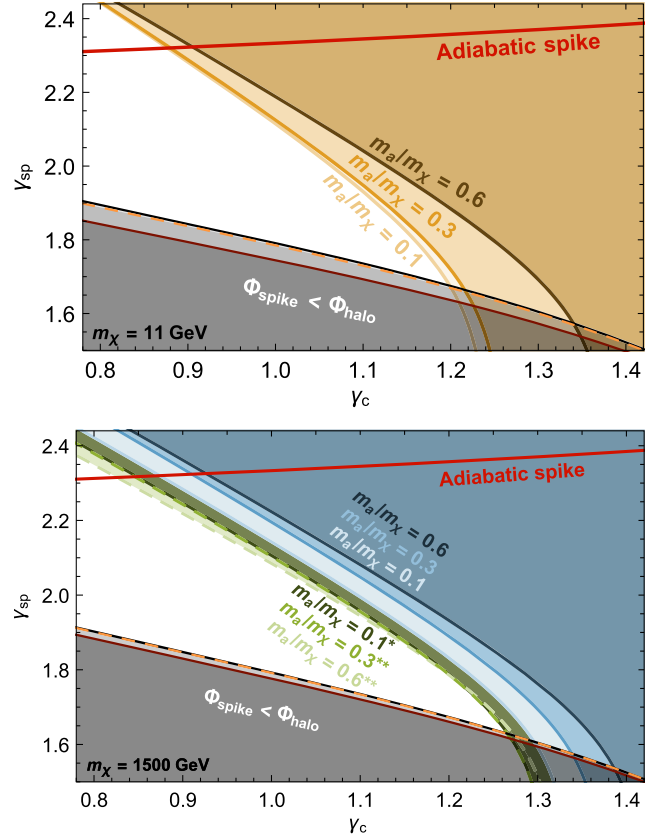 2.4
2.2
2.0
1.8
1.6
γsp
Adiabatic spike
mₐ/mχ = 0.6
mₐ/mχ = 0.3
mₐ/mχ = 0.1
Φspike < Φhalo
mχ = 11 GeV
0.8 0.9 1.0 1.1 1.2 1.3 1.4
γc
2.4
2.2
2.0
1.8
1.6
γsp
Adiabatic spike
mₐ/mχ = 0.6
mₐ/mχ = 0.3
mₐ/mχ = 0.1
mₐ/mχ = 0.1*
mₐ/mχ = 0.3**
mₐ/mχ = 0.6**
Φspike < Φhalo
mχ = 1500 GeV
0.8 0.9 1.0 1.1 1.2 1.3 1.4
γc